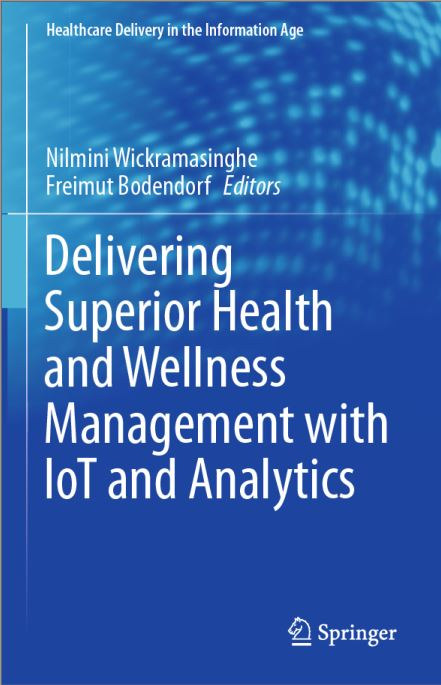 Healthcare Delivery in the Information Age
Nilmini Wickramasinghe
Freimut Bodendorf Editors
Delivering
Superior Health
and Wellness
Management with
IoT and Analytics
Springer